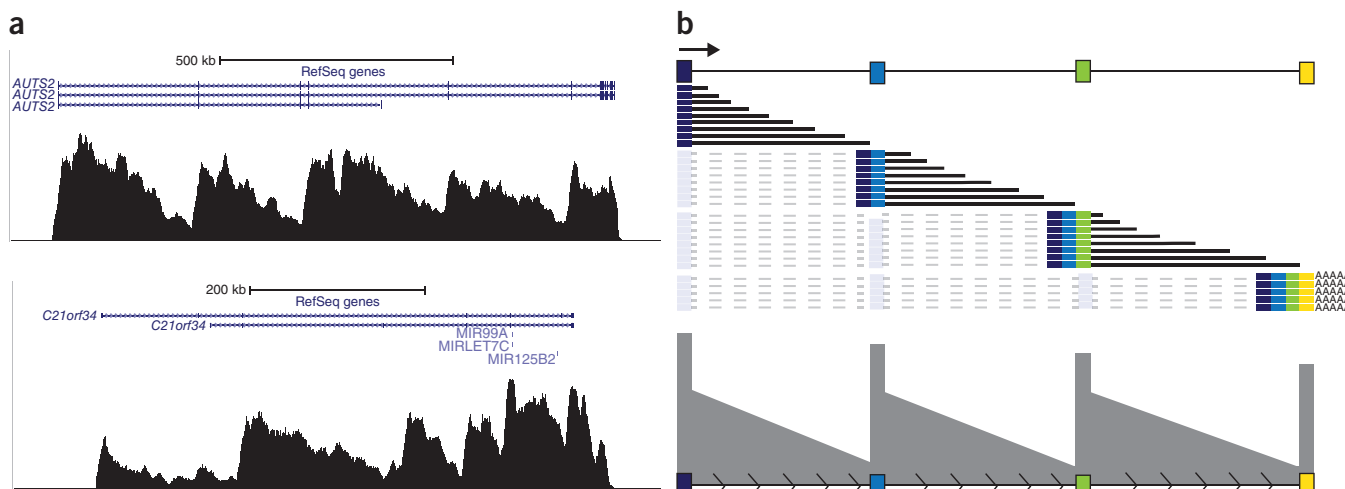 a
500 kb
RefSeq genes
AUTS2
AUTS2
AUTS2
200 kb
RefSeq genes
C21orf34
C21orf34
MIR99A
MIRLET7C
MIR125B2
b
AAAA
AAAA
AAAA
AAAA
AAAA